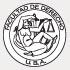 FACULTAD DE DERECHO
U.B.A.